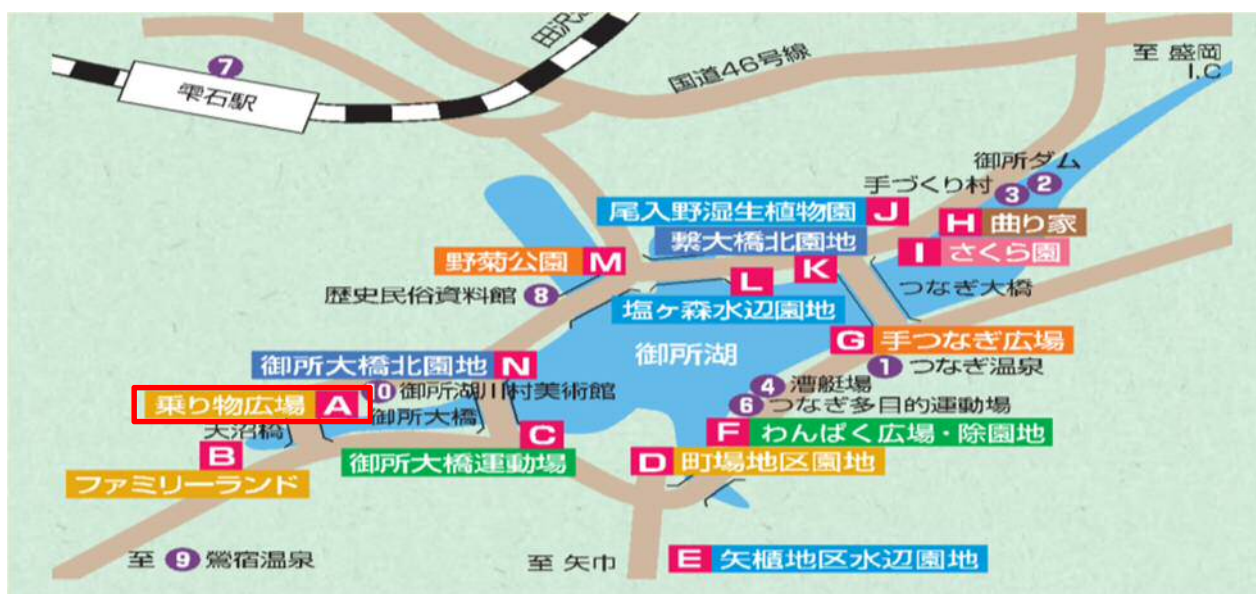 田沢
国道46号線
至 盛岡
I.C
7
雫石駅
御所ダム
手づくり村 3 2
尾入野湿生植物園 J
H 曲り家
繋大橋北園地
I さくら園
野菊公園 M
K
L
つなぎ大橋
歴史民俗資料館 8
塩ヶ森水辺園地
G 手つなぎ広場
御所湖
御所大橋北園地 N
1 つなぎ温泉
4 漕艇場
10 御所湖川村美術館
乗り物広場 A
6 つなぎ多目的運動場
御所大橋
大沼橋
C
F わんぱく広場・除園地
B
御所大橋運動場
D 町場地区園地
ファミリーランド
至 9 鶯宿温泉
至 矢巾
E 矢櫃地区水辺園地